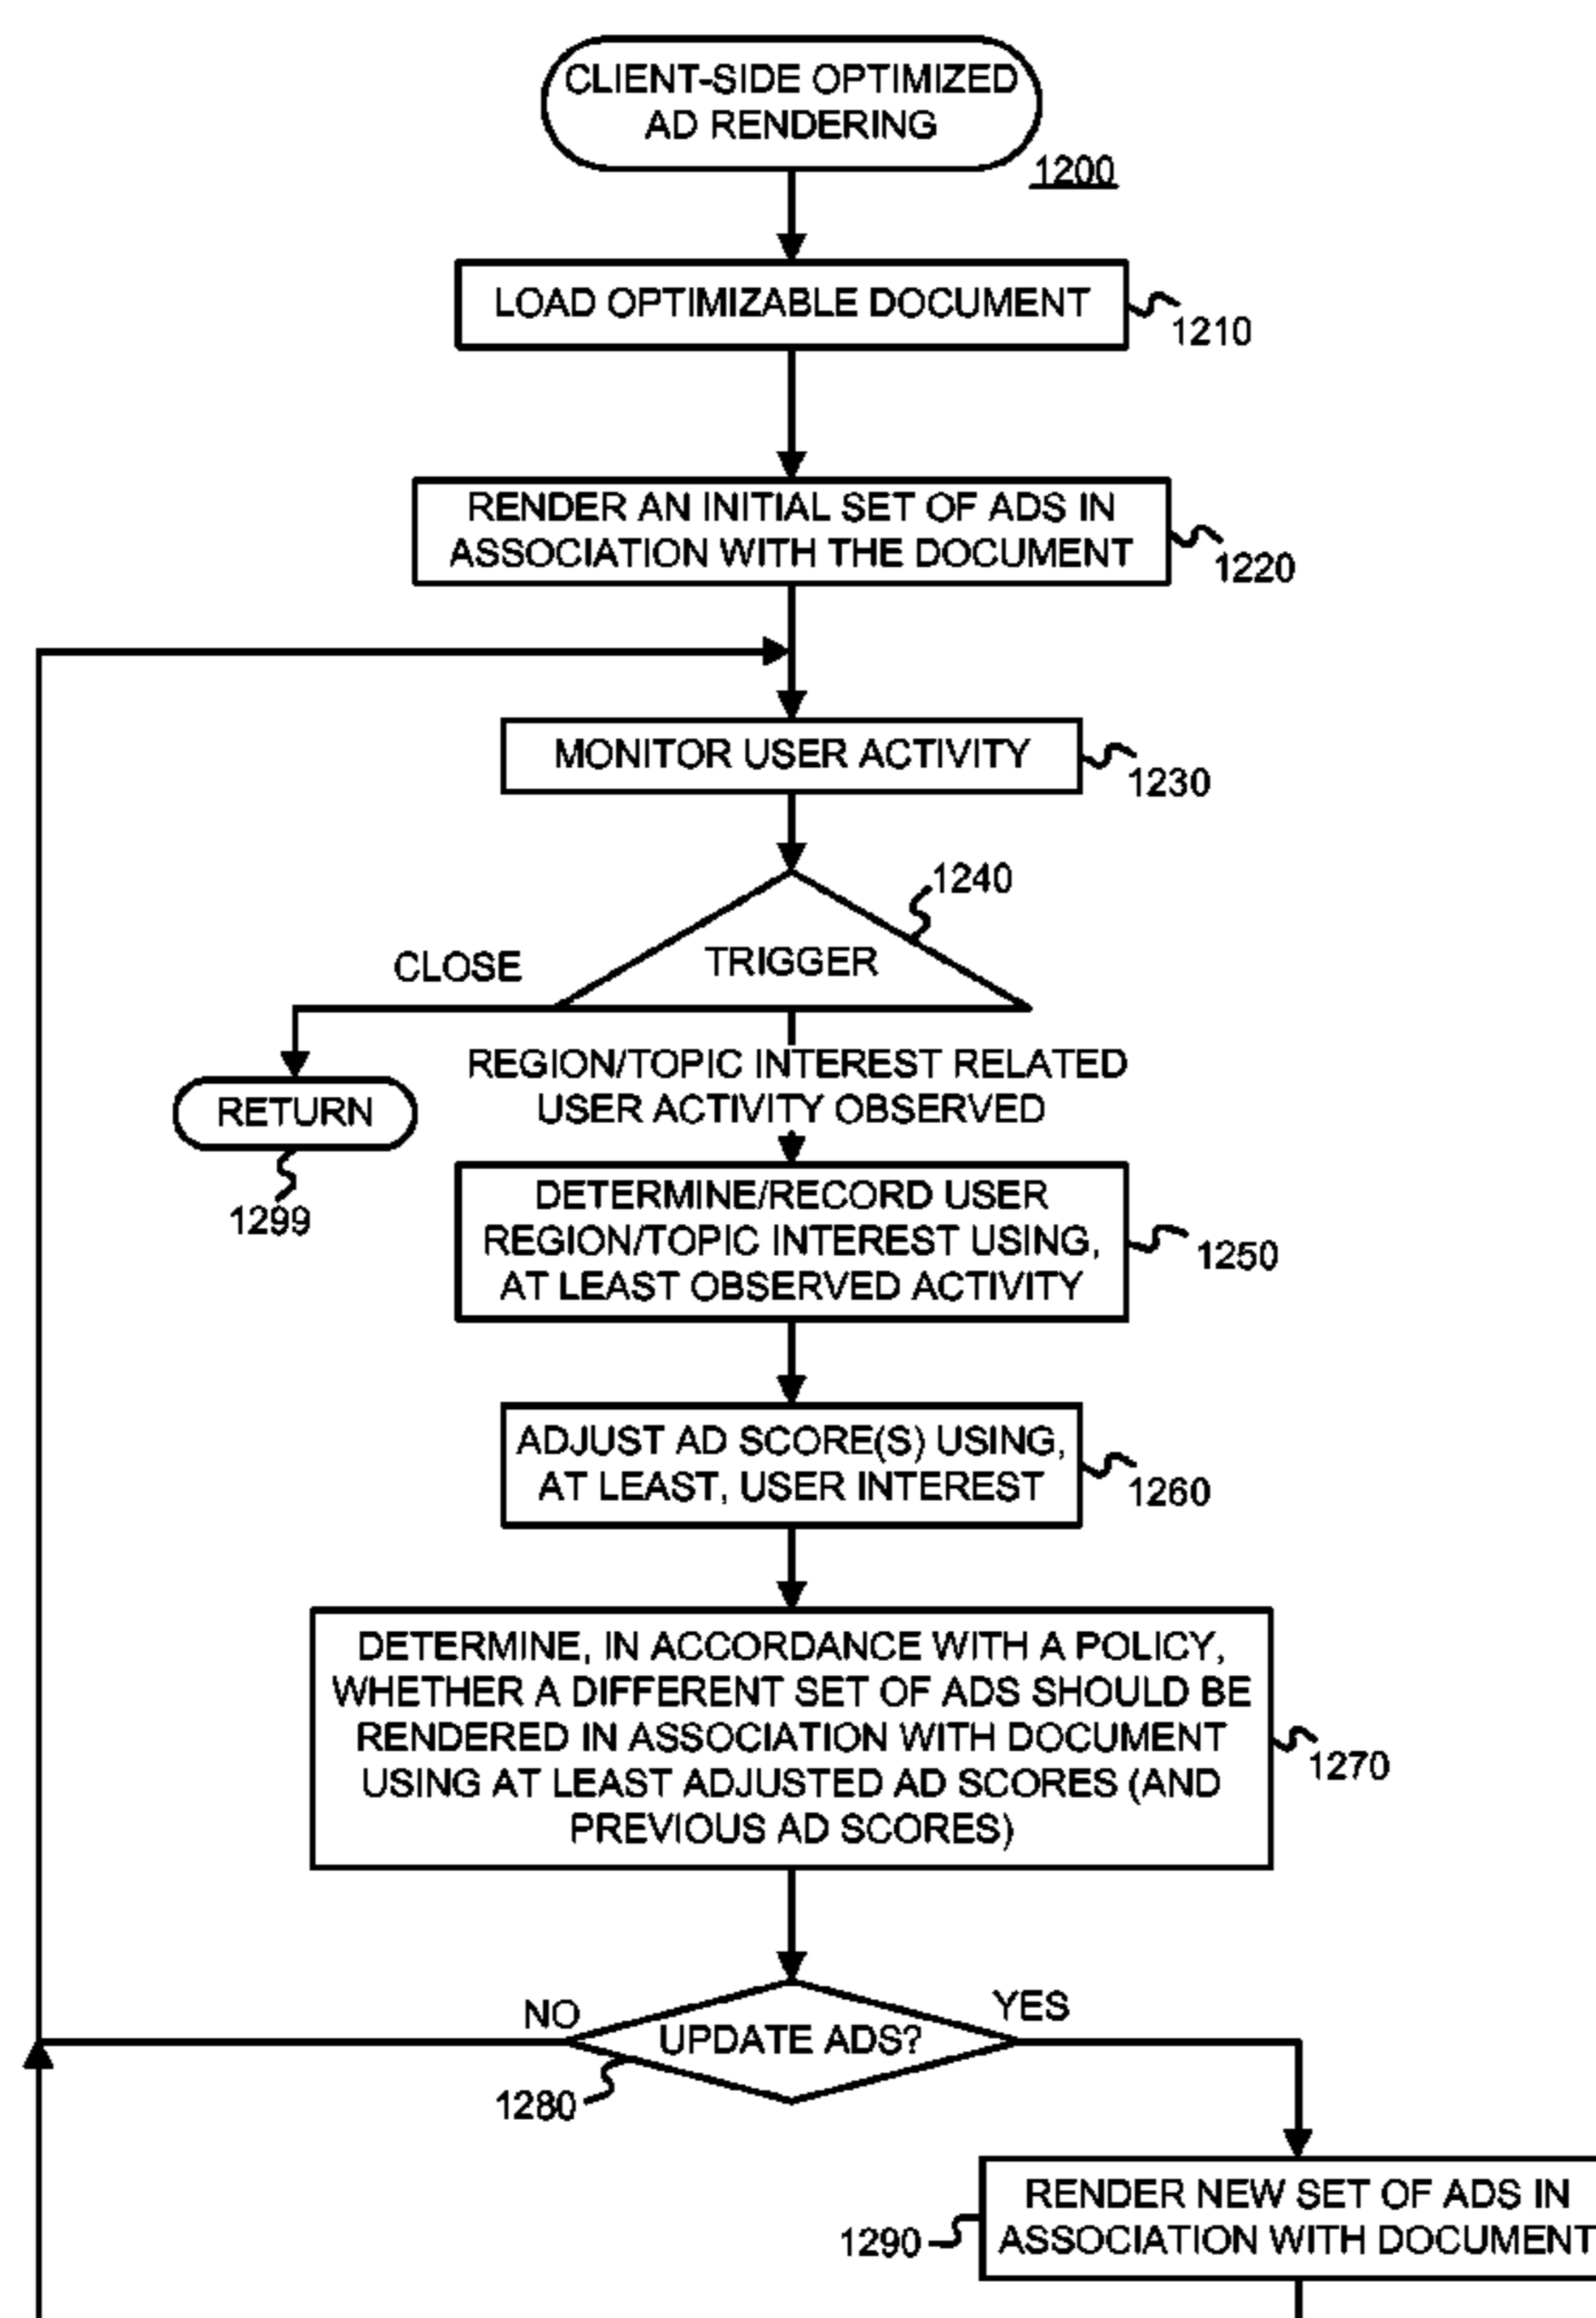 CLIENT-SIDE OPTIMIZED
AD RENDERING
1200
LOAD OPTIMIZABLE DOCUMENT
1210
RENDER AN INITIAL SET OF ADS IN
ASSOCIATION WITH THE DOCUMENT
1220
MONITOR USER ACTIVITY
1230
1240
TRIGGER
CLOSE
REGION/TOPIC INTEREST RELATED
USER ACTIVITY OBSERVED
RETURN
1299
DETERMINE/RECORD USER
REGION/TOPIC INTEREST USING,
AT LEAST OBSERVED ACTIVITY
1250
ADJUST AD SCORE(S) USING,
AT LEAST, USER INTEREST
1260
DETERMINE, IN ACCORDANCE WITH A POLICY,
WHETHER A DIFFERENT SET OF ADS SHOULD BE
RENDERED IN ASSOCIATION WITH DOCUMENT
USING AT LEAST ADJUSTED AD SCORES (AND
PREVIOUS AD SCORES)
1270
NO
YES
UPDATE ADS?
1280
RENDER NEW SET OF ADS IN
ASSOCIATION WITH DOCUMENT
1290